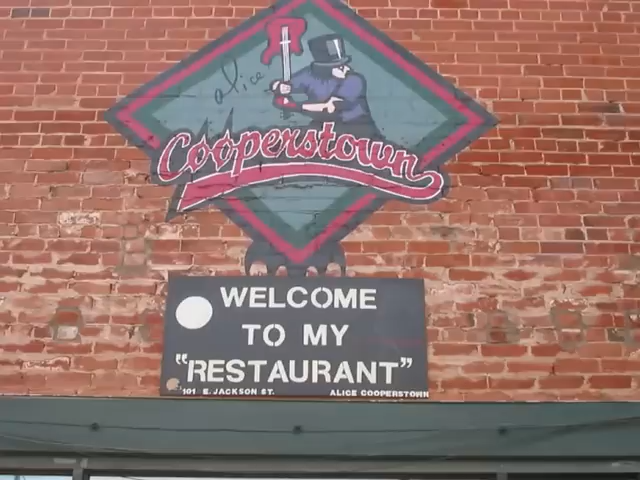 alice
Cooperstown
WELCOME
TO MY
"RESTAURANT"
101 E. JACKSON ST. ALICE COOPERSTOWN